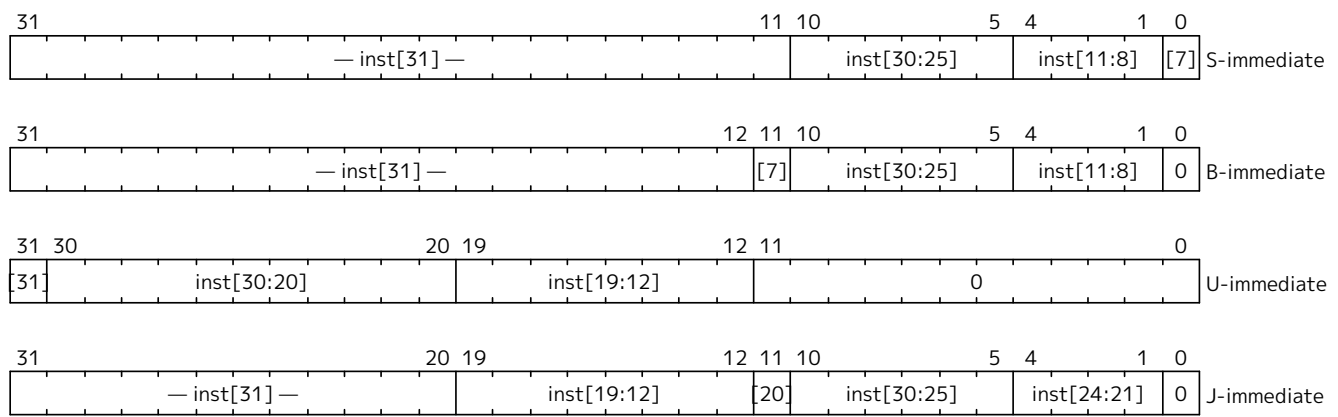 31 11 10 5 4 1 0
— inst[31] — inst[30:25] inst[11:8] [7] S-immediate
31 12 11 10 5 4 1 0
— inst[31] — [7] inst[30:25] inst[11:8] 0 B-immediate
31 30 20 19 12 11 0
[31] inst[30:20] inst[19:12] 0 U-immediate
31 20 19 12 11 10 5 4 1 0
— inst[31] — inst[19:12] [20] inst[30:25] inst[24:21] 0 J-immediate